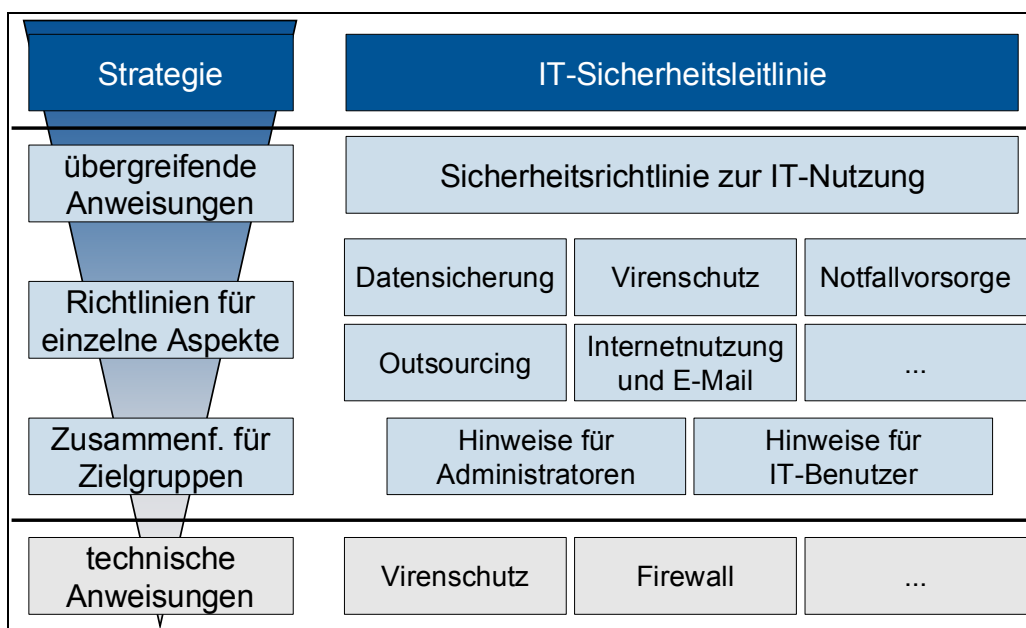 Strategie
IT-Sicherheitsleitlinie
übergreifende
Anweisungen
Sicherheitsrichtlinie zur IT-Nutzung
Richtlinien für
einzelne Aspekte
Datensicherung
Virenschutz
Notfallvorsorge
Outsourcing
Internetnutzung
und E-Mail
...
Zusammenf. für
Zielgruppen
Hinweise für
Administratoren
Hinweise für
IT-Benutzer
technische
Anweisungen
Virenschutz
Firewall
...